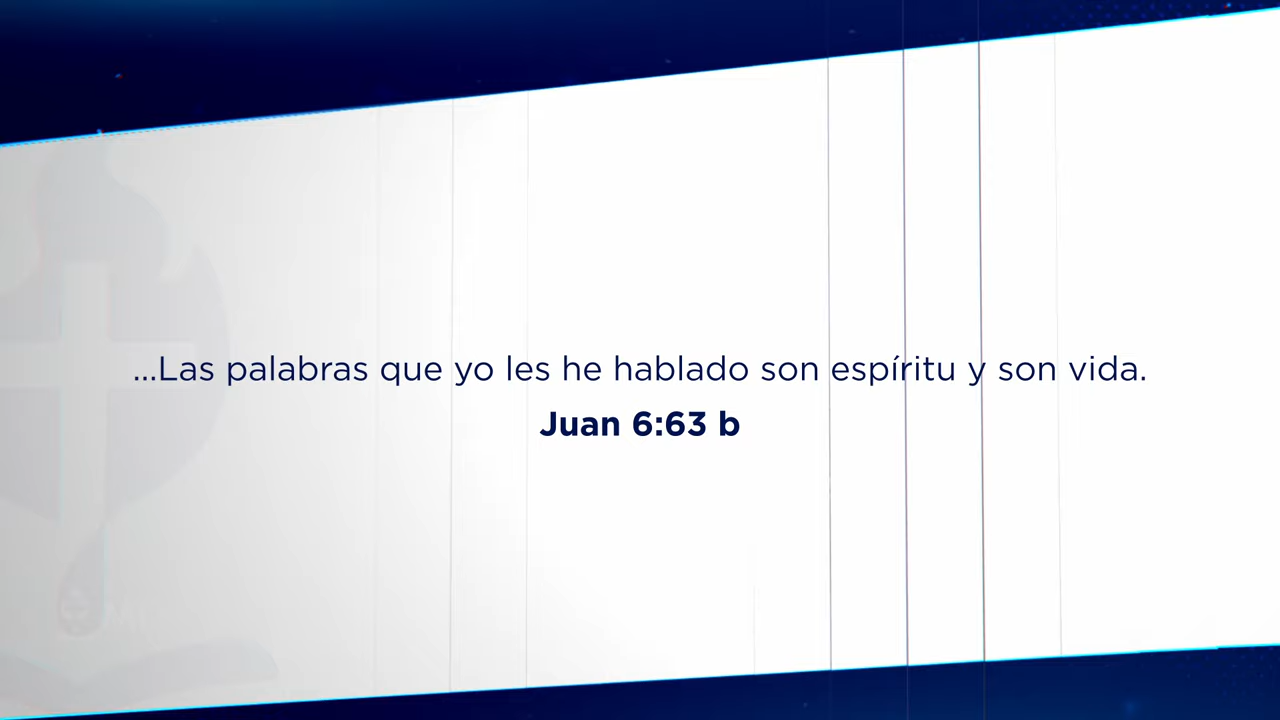 ...Las palabras que yo les he hablado son espíritu y son vida.
Juan 6:63 b